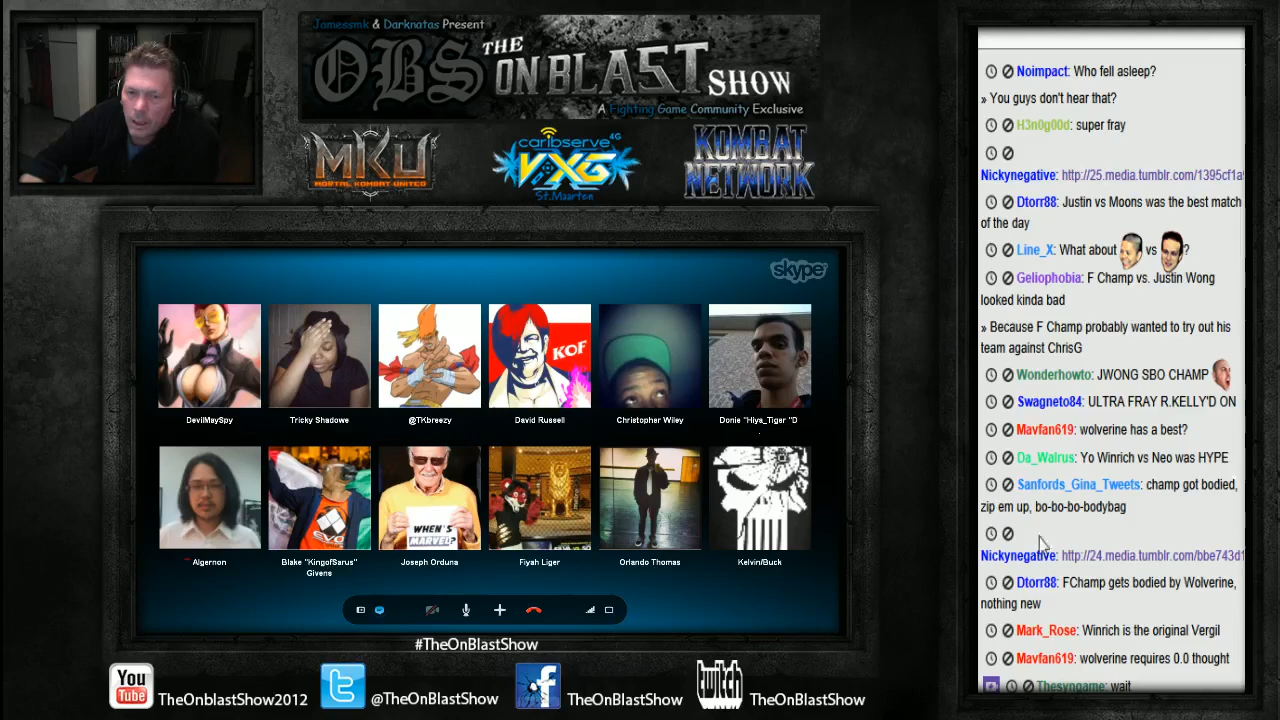 Jamessmk & Darknatas Present
OBS THE ON BLAST SHOW
A Fighting Game Community Exclusive
MKU
MORTAL KOMBAT UNITED
caribserve 4G
VXG
St.Maarten
KOMBAT
NETWORK
skype
KOF
DevilMaySpy
Tricky Shadowe
@TKbreezy
David Russell
Christopher Wiley
Donie "Hiya_Tiger "D
EVO
WHEN'S
MARVEL?
Algernon
Blake "KingofSarus"
Givens
Joseph Orduna
Fiyah Liger
Orlando Thomas
Kelvin/Buck
#TheOnBlastShow
You
Tube
TheOnblastShow2012
@TheOnBlastShow
TheOnBlastShow
twitch
TheOnBlastShow
Noimpact: Who fell asleep?
» You guys don't hear that?
H3n0g00d: super fray
Nickynegative: http://25.media.tumblr.com/1395cf1a
Dtorr88: Justin vs Moons was the best match
of the day
Line_X: What about vs ?
Geliophobia: F Champ vs. Justin Wong
looked kinda bad
» Because F Champ probably wanted to try out his
team against ChrisG
Wonderhowto: JWONG SBO CHAMP
Swagneto84: ULTRA FRAY R.KELLY'D ON
Mavfan619: wolverine has a best?
Da_Walrus: Yo Winrich vs Neo was HYPE
Sanfords_Gina_Tweets: champ got bodied,
zip em up, bo-bo-bo-bodybag
Nickynegative: http://24.media.tumblr.com/bbe743d1
Dtorr88: FChamp gets bodied by Wolverine,
nothing new
Mark_Rose: Winrich is the original Vergil
Mavfan619: wolverine requires 0.0 thought
Thesyngame: wait